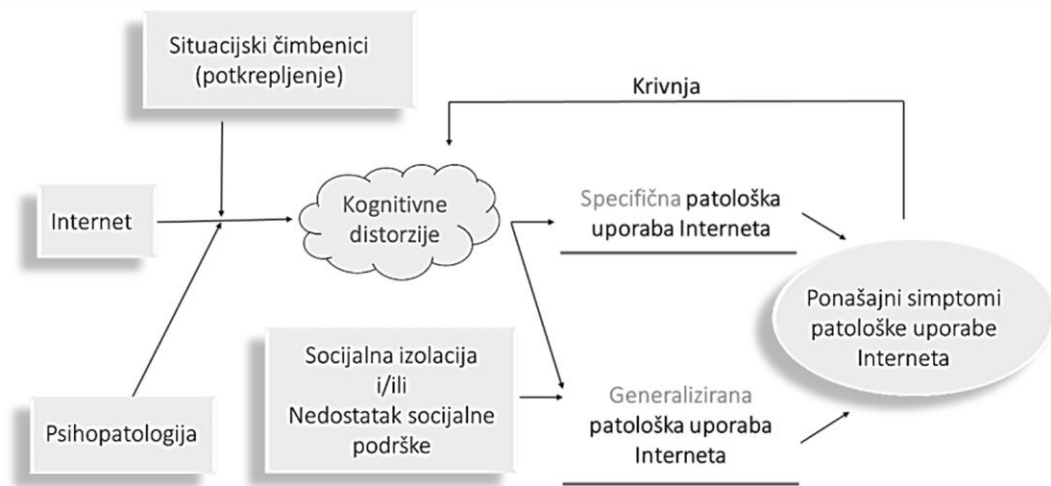 Situacijski čimbenici
(potkrepljenje)
Krivnja
Internet
Kognitivne
distorzije
Specifična patološka
uporaba Interneta
Ponašajni simptomi
patološke uporabe
Interneta
Socijalna izolacija
i/ili
Nedostatak socijalne
podrške
Generalizirana
patološka uporaba
Interneta
Psihopatologija